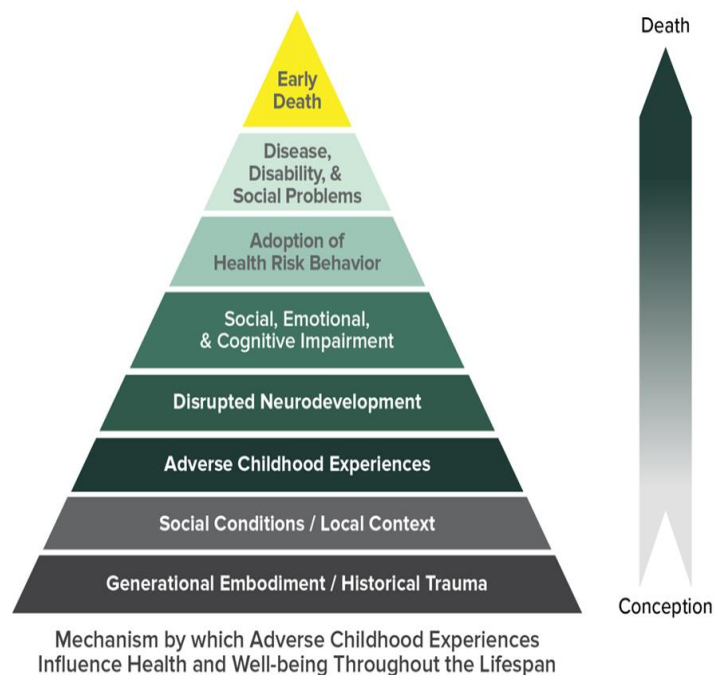 Early
Death
Disease,
Disability, &
Social Problems
Adoption of
Health Risk Behavior
Social, Emotional,
& Cognitive Impairment
Disrupted Neurodevelopment
Adverse Childhood Experiences
Social Conditions / Local Context
Generational Embodiment / Historical Trauma
Mechanism by which Adverse Childhood Experiences
Influence Health and Well-being Throughout the Lifespan
Death
Conception